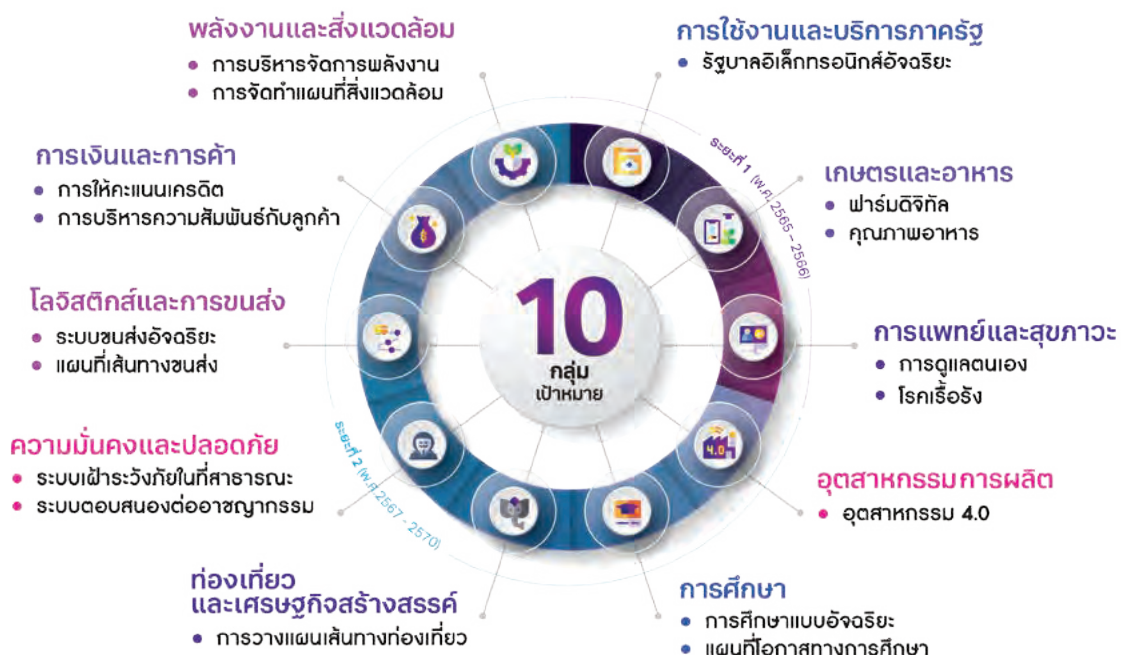 พลังงานและสิ่งแวดล้อม
• การบริหารจัดการพลังงาน
• การจัดทำแผนที่สิ่งแวดล้อม
การใช้งานและบริการภาครัฐ
• รัฐบาลอิเล็กทรอนิกส์อัจฉริยะ
การเงินและการค้า
• การให้คะแนนเครดิต
• การบริหารความสัมพันธ์กับลูกค้า
ระยะที่ 1 (พ.ศ. 2565 – 2566)
เกษตรและอาหาร
• ฟาร์มดิจิทัล
• คุณภาพอาหาร
โลจิสติกส์และการขนส่ง
• ระบบขนส่งอัจฉริยะ
• แผนที่เส้นทางขนส่ง
10
กลุ่ม
เป้าหมาย
การแพทย์และสุขภาวะ
• การดูแลตนเอง
• โรคเรื้อรัง
ความมั่นคงและปลอดภัย
• ระบบเฝ้าระวังภัยในที่สาธารณะ
• ระบบตอบสนองต่ออาชญากรรม
ระยะที่ 2 (พ.ศ.2567 - 2570)
4.0
อุตสาหกรรมการผลิต
• อุตสาหกรรม 4.0
ท่องเที่ยว
และเศรษฐกิจสร้างสรรค์
• การวางแผนเส้นทางท่องเที่ยว
การศึกษา
• การศึกษาแบบอัจฉริยะ
• แผนที่โอกาสทางการศึกษา